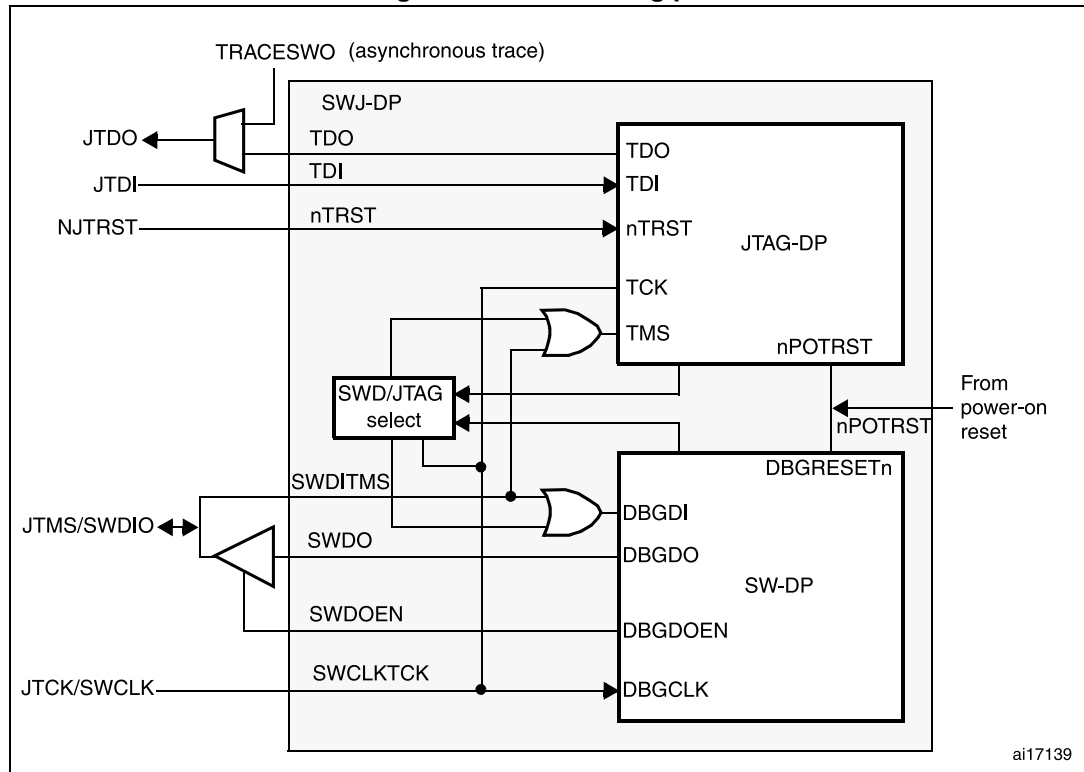 TRACESWO (asynchronous trace)
SWJ-DP
JTDO
TDO
TDO
JTDI
TDI
TDI
NJTRST
nTRST
nTRST
JTAG-DP
TCK
TMS
nPOTRST
SWD/JTAG
select
From
power-on
reset
nPOTRST
DBGRESETn
SWDITMS
JTMS/SWDIO
DBGDI
SWDO
DBGDO
SW-DP
SWDOEN
DBGDOEN
JTCK/SWCLK
SWCLKTCK
DBGCLK
ai17139